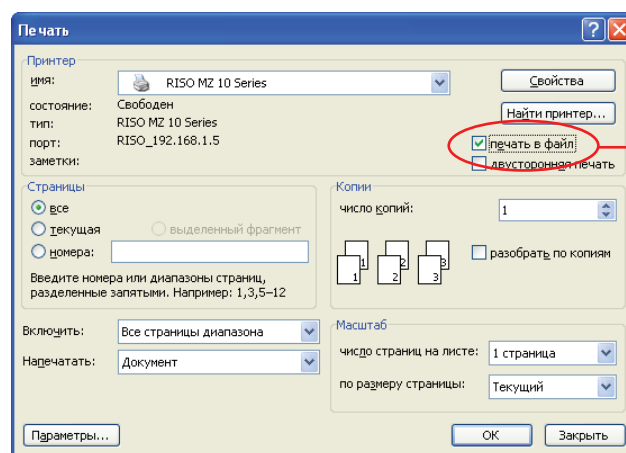 Печать
Принтер
имя: RISO MZ 10 Series
Свойства
состояние: Свободен
Найти принтер...
тип: RISO MZ 10 Series
порт: RISO_192.168.1.5
печать в файл
заметки:
двусторонняя печать
Страницы
все
текущая
выделенный фрагмент
номера:
Введите номера или диапазоны страниц,
разделенные запятыми. Например: 1,3,5–12
Копии
число копий: 1
1 1 2 2 3 3
разобрать по копиям
Включить: Все страницы диапазона
Напечатать: Документ
Масштаб
число страниц на листе: 1 страница
по размеру страницы: Текущий
Параметры...
ОК
Закрыть